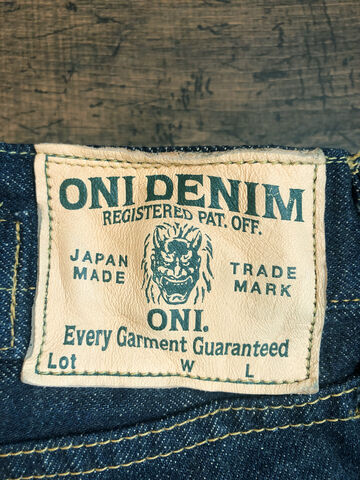 ONI DENIM
REGISTERED PAT. OFF.
JAPAN MADE
TRADE MARK
ONI.
Every Garment Guaranteed
Lot W L